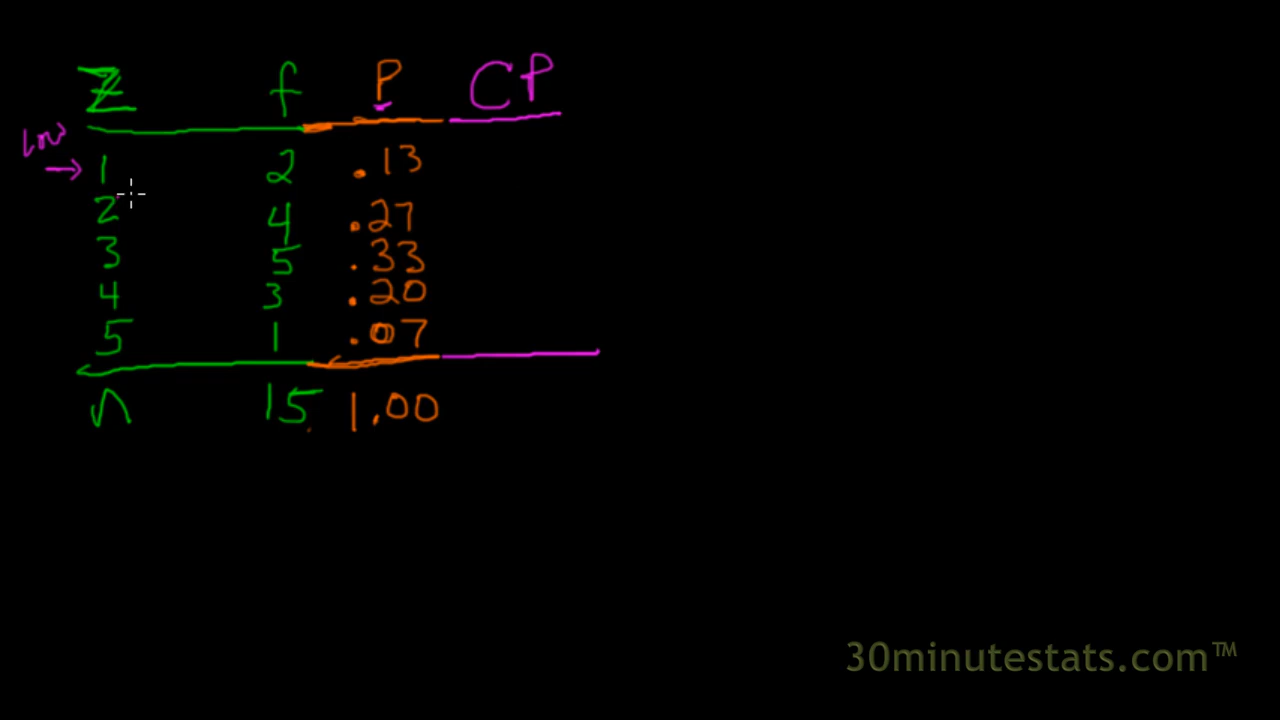 Z f P CP
low
→ 1 2 .13
2 4 .27
3 5 .33
4 3 .20
5 1 .07
n 15 1.00
30minutestats.com™